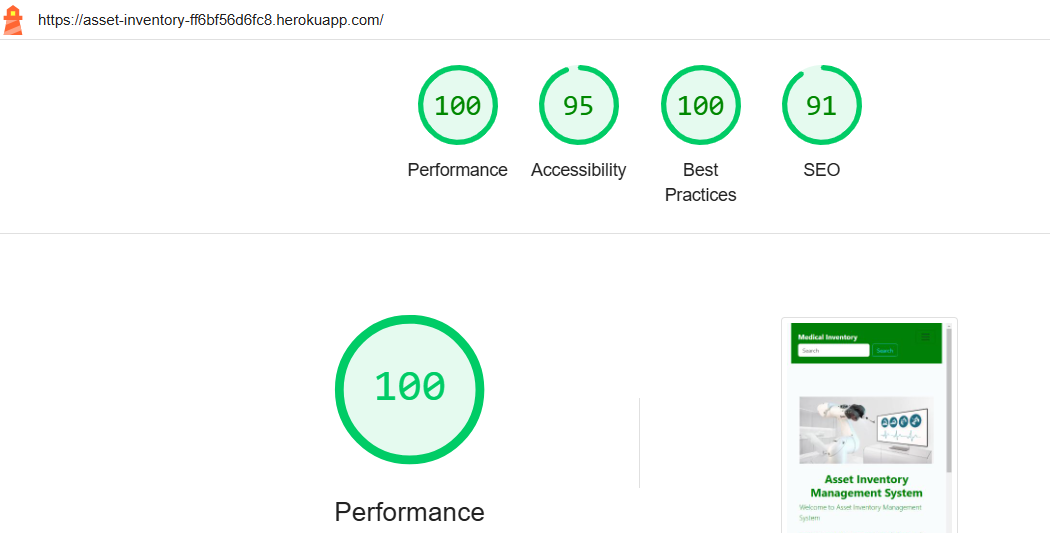 https://asset-inventory-ff6bf56d6fc8.herokuapp.com/
100
95
100
91
Performance
Accessibility
Best
Practices
SEO
100
Performance
Medical Inventory
Search
Search
Asset Inventory
Management System
Welcome to Asset Inventory Management
System